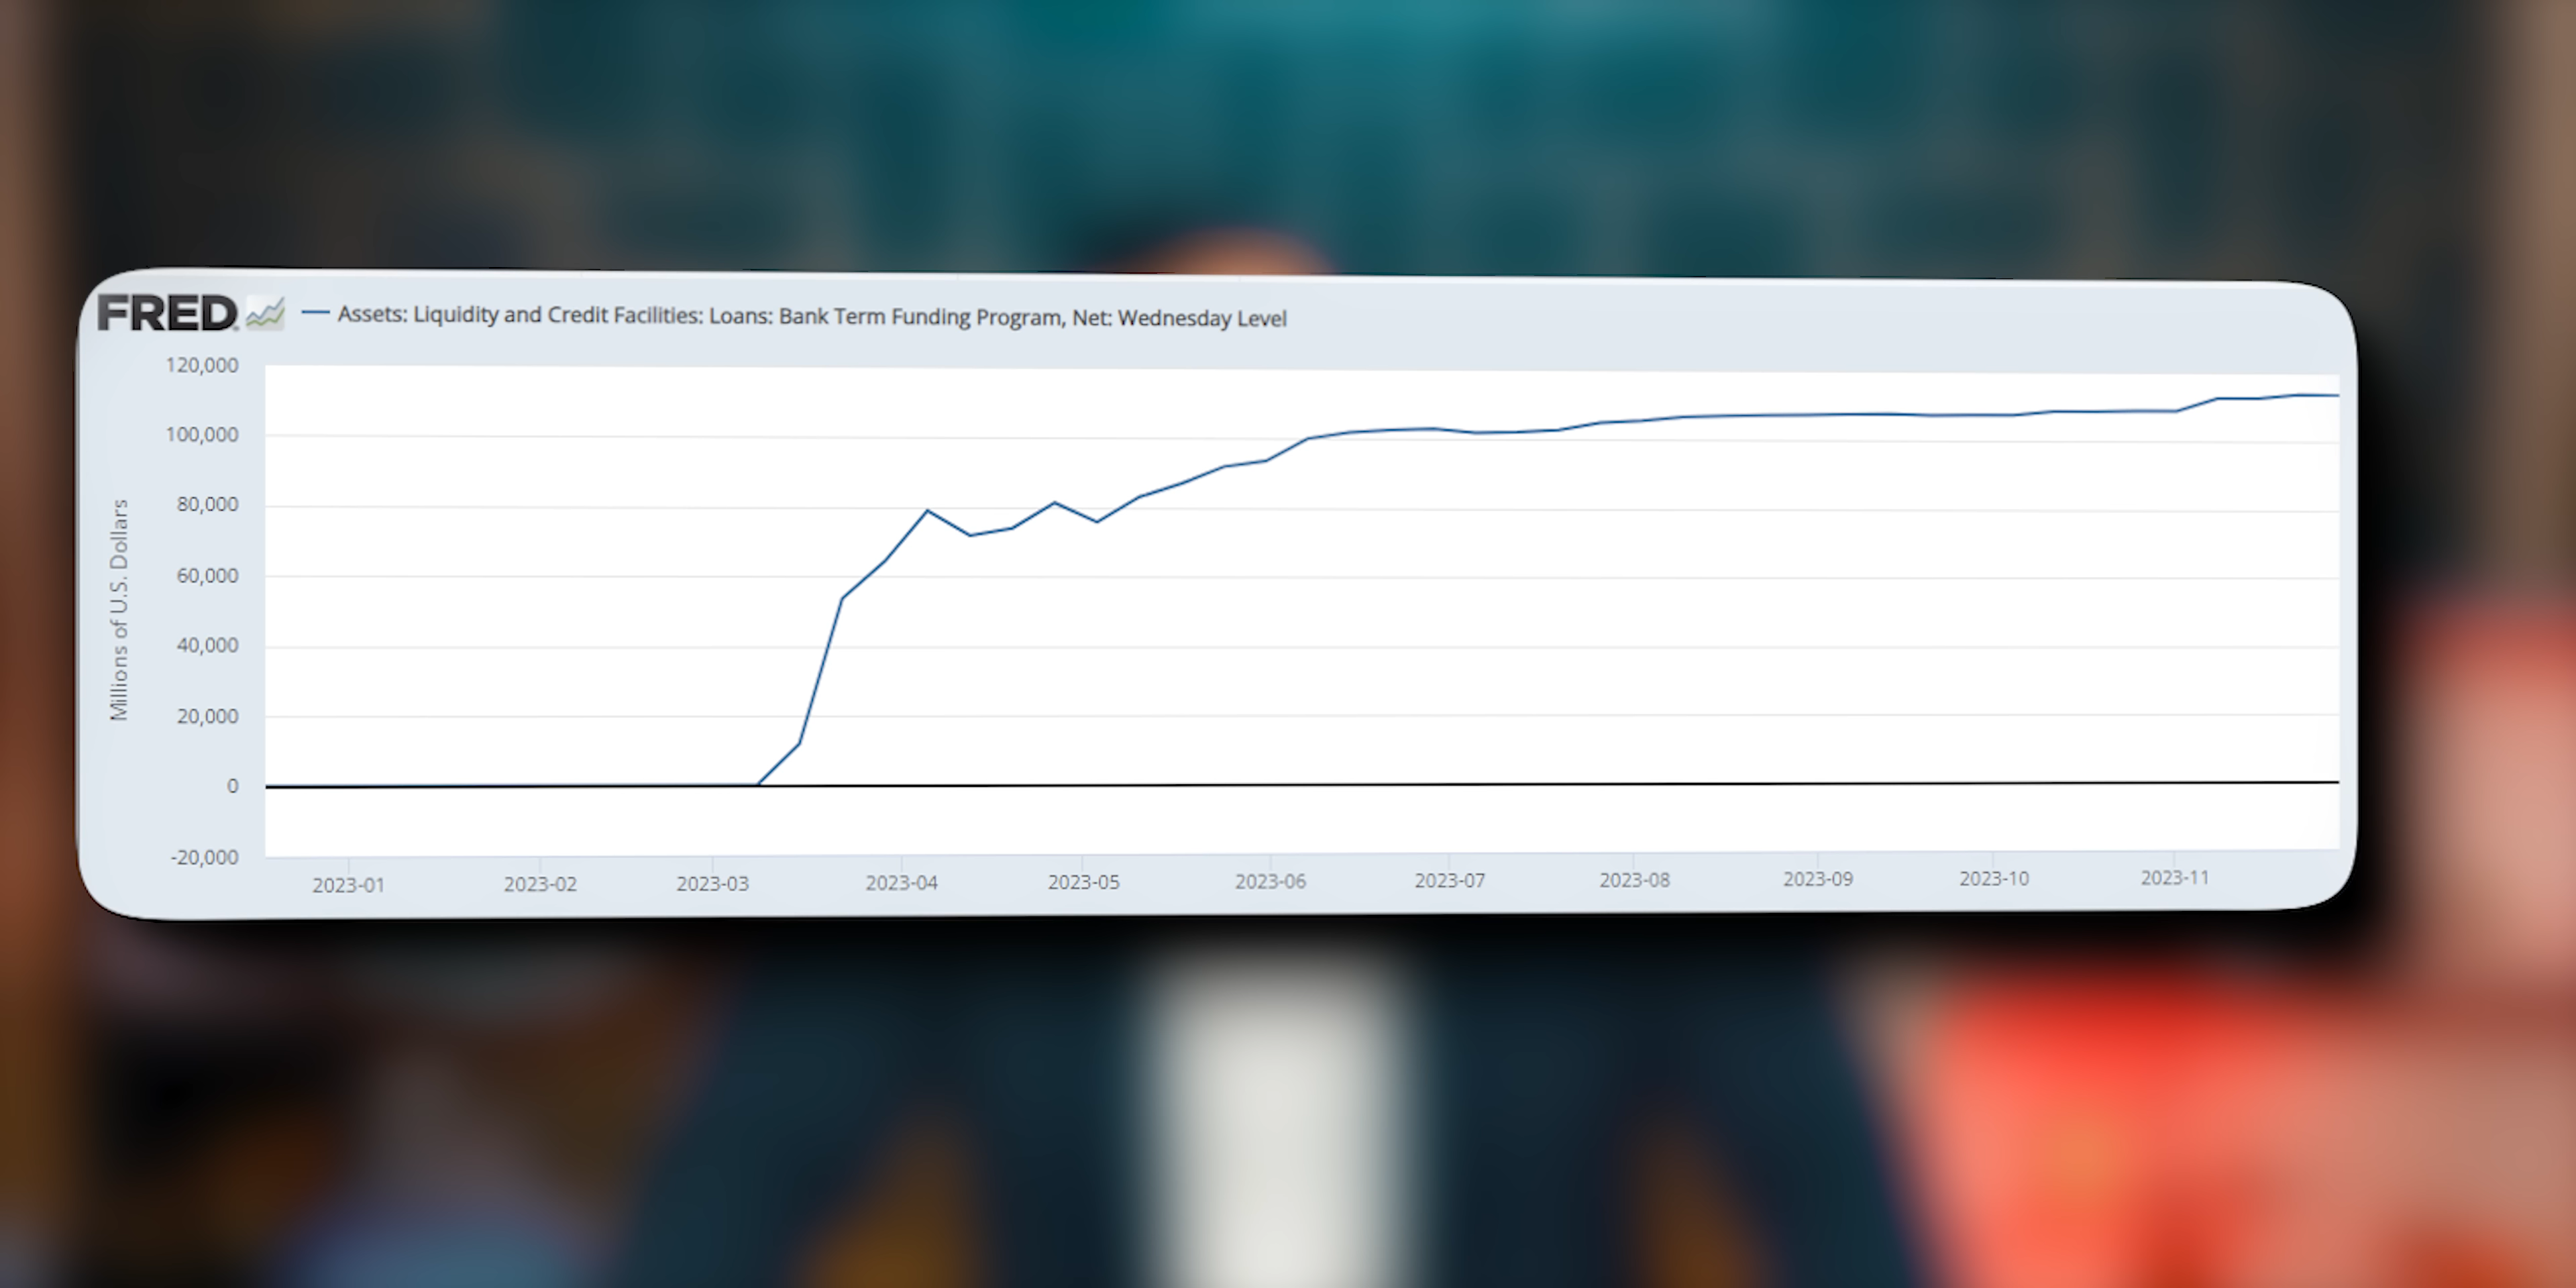 FRED — Assets: Liquidity and Credit Facilities: Loans: Bank Term Funding Program, Net: Wednesday Level
Millions of U.S. Dollars
120,000
100,000
80,000
60,000
40,000
20,000
0
-20,000
2023-01 2023-02 2023-03 2023-04 2023-05 2023-06 2023-07 2023-08 2023-09 2023-10 2023-11